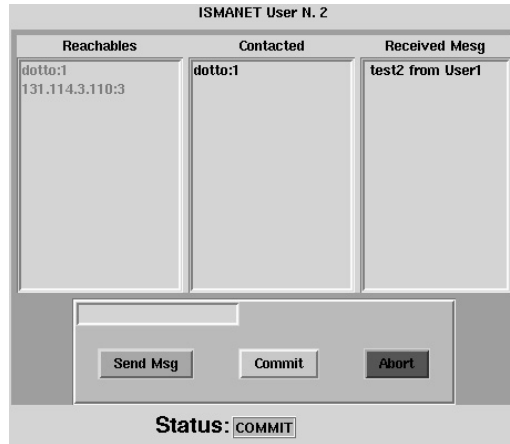 ISMANET User N. 2
Reachables
Contacted
Received Mesg
dotto:1
131.114.3.110:3
dotto:1
test2 from User1
Send Msg
Commit
Abort
Status: COMMIT